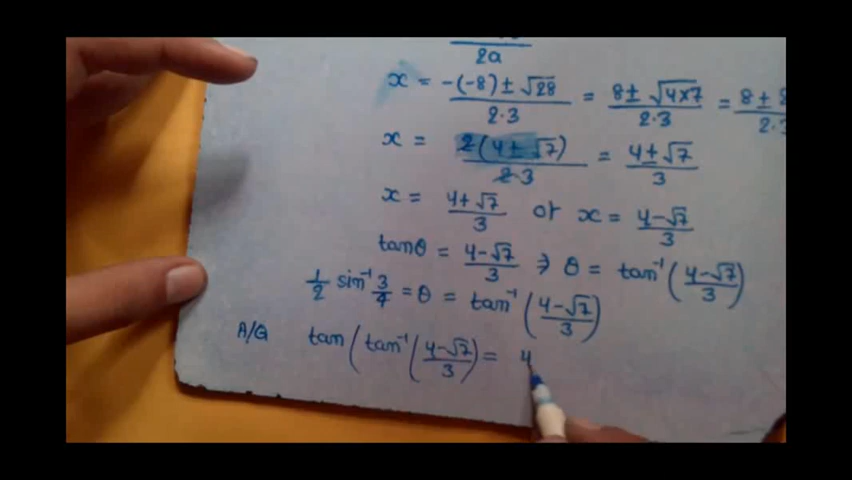 2a
x = -(-8) ± √28 / 2·3 = 8 ± √4×7 / 2·3 = 8 ± / 2·3
x = 2(4 ± √7) / 2·3 = 4 ± √7 / 3
x = 4+√7 / 3 or x = 4-√7 / 3
tanθ = 4-√7 / 3 ⇒ θ = tan⁻¹(4-√7 / 3)
1/2 sin⁻¹ 3/4 = θ = tan⁻¹(4-√7 / 3)
A/Q tan(tan⁻¹(4-√7 / 3) = 4